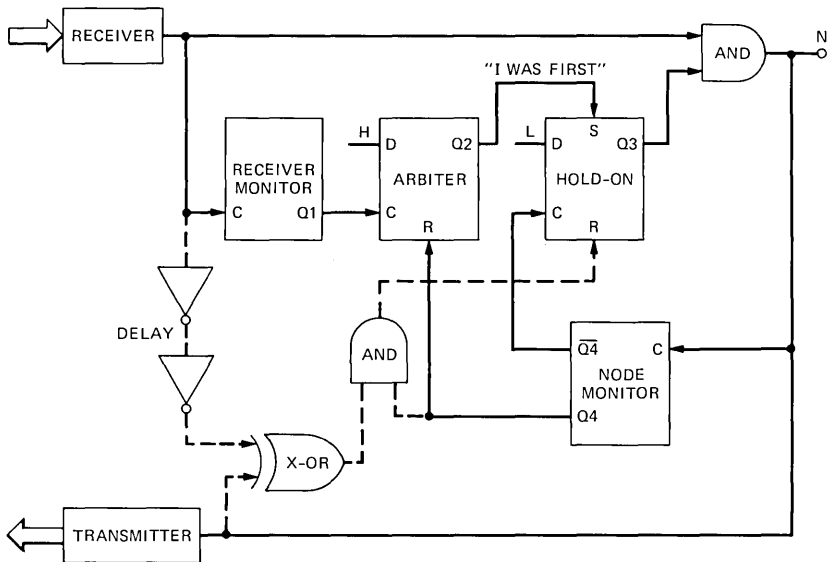 RECEIVER
N
AND
"I WAS FIRST"
H
D
Q2
L
D
S
Q3
RECEIVER
MONITOR
ARBITER
HOLD-ON
C
Q1
C
R
C
R
DELAY
AND
Q4
C
NODE
MONITOR
Q4
X-OR
TRANSMITTER